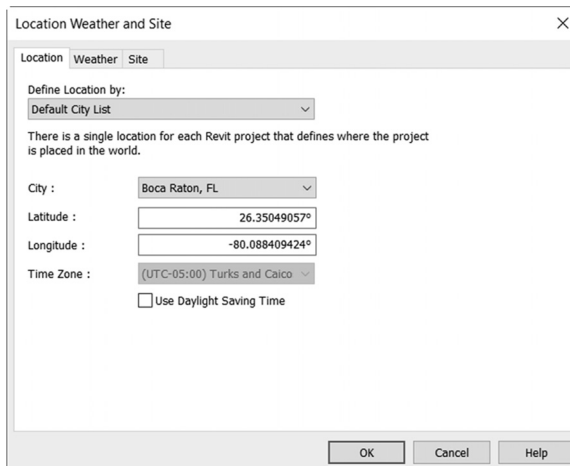 Location Weather and Site
Location Weather Site
Define Location by:
Default City List
There is a single location for each Revit project that defines where the project
is placed in the world.
City : Boca Raton, FL
Latitude : 26.35049057°
Longitude : -80.088409424°
Time Zone : (UTC-05:00) Turks and Caico
Use Daylight Saving Time
OK Cancel Help